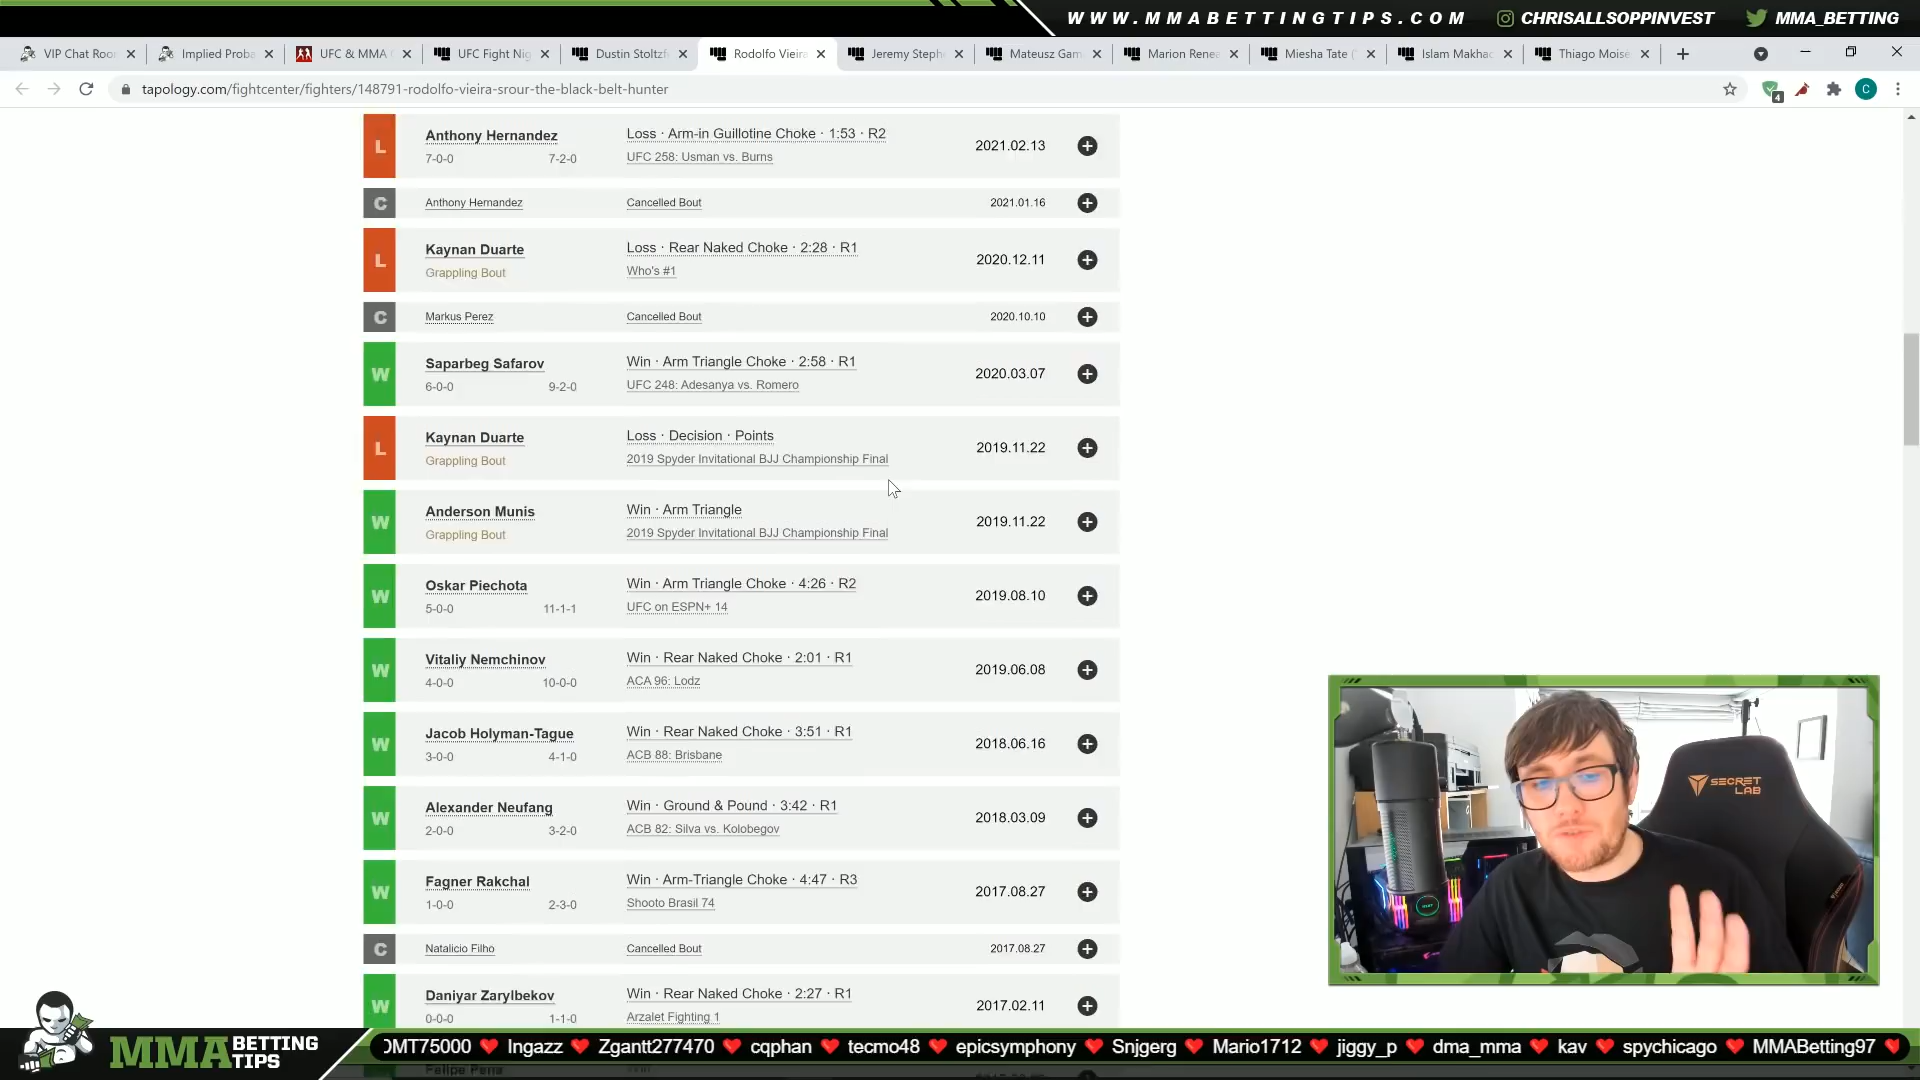 WWW.MMABETTINGTIPS.COM CHRISALLSOPPINVEST MMA_BETTING
VIP Chat Roo Implied Proba UFC & MMA UFC Fight Nig Dustin Stoltzf Rodolfo Vieira Jeremy Steph Mateusz Gam Marion Renea Miesha Tate ( Islam Makhac Thiago Moise
tapology.com/fightcenter/fighters/148791-rodolfo-vieira-srour-the-black-belt-hunter 4 C
L Anthony Hernandez Loss · Arm-in Guillotine Choke · 1:53 · R2 2021.02.13
7-0-0 7-2-0 UFC 258: Usman vs. Burns
C Anthony Hernandez Cancelled Bout 2021.01.16
L Kaynan Duarte Loss · Rear Naked Choke · 2:28 · R1 2020.12.11
Grappling Bout Who's #1
C Markus Perez Cancelled Bout 2020.10.10
W Saparbeg Safarov Win · Arm Triangle Choke · 2:58 · R1 2020.03.07
6-0-0 9-2-0 UFC 248: Adesanya vs. Romero
L Kaynan Duarte Loss · Decision · Points 2019.11.22
Grappling Bout 2019 Spyder Invitational BJJ Championship Final
W Anderson Munis Win · Arm Triangle 2019.11.22
Grappling Bout 2019 Spyder Invitational BJJ Championship Final
W Oskar Piechota Win · Arm Triangle Choke · 4:26 · R2 2019.08.10
5-0-0 11-1-1 UFC on ESPN+ 14
W Vitaliy Nemchinov Win · Rear Naked Choke · 2:01 · R1 2019.06.08
4-0-0 10-0-0 ACA 96: Lodz
W Jacob Holyman-Tague Win · Rear Naked Choke · 3:51 · R1 2018.06.16
3-0-0 4-1-0 ACB 88: Brisbane
W Alexander Neufang Win · Ground & Pound · 3:42 · R1 2018.03.09
2-0-0 3-2-0 ACB 82: Silva vs. Kolobegov
W Fagner Rakchal Win · Arm-Triangle Choke · 4:47 · R3 2017.08.27
1-0-0 2-3-0 Shooto Brasil 74
C Natalicio Filho Cancelled Bout 2017.08.27
W Daniyar Zarylbekov Win · Rear Naked Choke · 2:27 · R1 2017.02.11
0-0-0 1-1-0 Arzalet Fighting 1
SECRET
LAB
MMA BETTING TIPS
DMT75000 Ingazz Zgantt277470 cqphan tecmo48 epicsymphony Snjgerg Mario1712 jiggy_p dma_mma kav spychicago MMABetting97
Felipe Pena